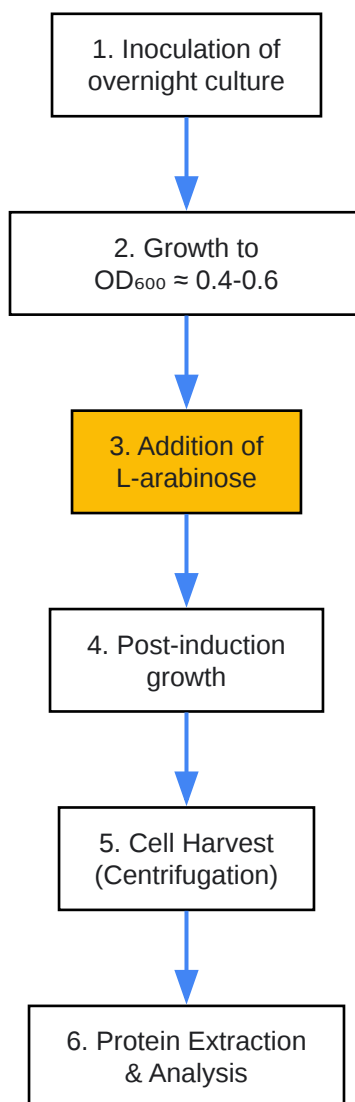 1. Inoculation of
overnight culture
2. Growth to
OD₆₀₀ ≈ 0.4-0.6
3. Addition of
L-arabinose
4. Post-induction
growth
5. Cell Harvest
(Centrifugation)
6. Protein Extraction
& Analysis